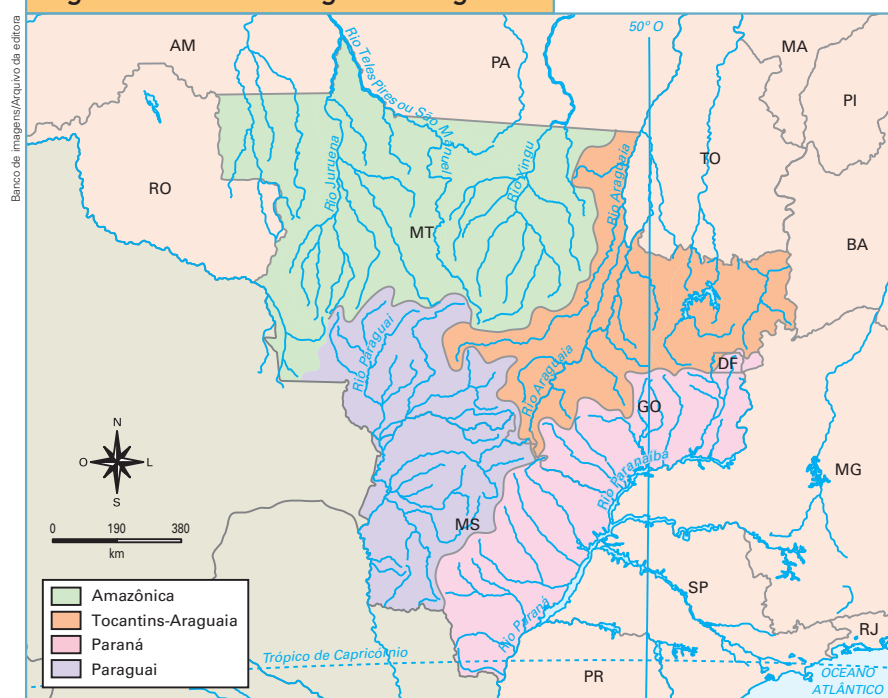 Banco de imagens/Arquivo da editora
AM
PA
50° O
MA
PI
RO
Rio Teles Pires ou São Manuel
Rio Juruena
Rio Xingu
Rio Araguaia
TO
MT
BA
Rio Paraguai
Rio Araguaia
DF
GO
N
O
L
S
Rio Paranaíba
MG
0 190 380
km
MS
SP
Amazônica
Tocantins-Araguaia
Paraná
Paraguai
Rio Paraná
RJ
Trópico de Capricórnio
PR
OCEANO
ATLÂNTICO